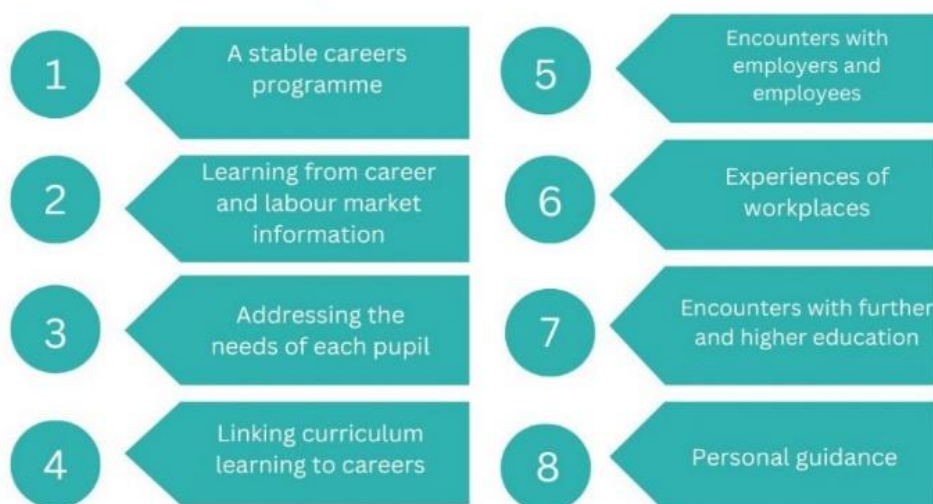 1
A stable careers
programme
2
Learning from career
and labour market
information
3
Addressing the
needs of each pupil
4
Linking curriculum
learning to careers
5
Encounters with
employers and
employees
6
Experiences of
workplaces
7
Encounters with further
and higher education
8
Personal guidance